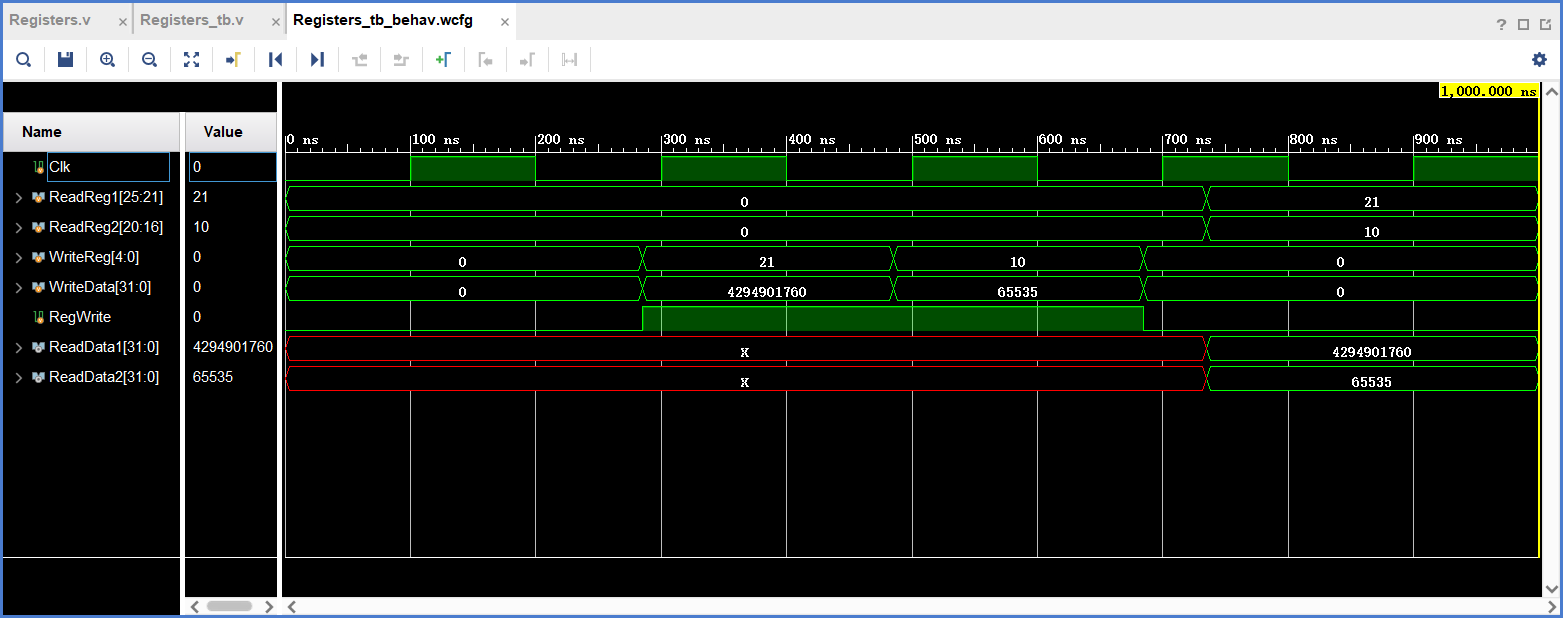 Registers.v × Registers_tb.v × Registers_tb_behav.wcfg × ?
1,000.000 ns
Name Value 0 ns 100 ns 200 ns 300 ns 400 ns 500 ns 600 ns 700 ns 800 ns 900 ns
Clk 0
ReadReg1[25:21] 21 0 21
ReadReg2[20:16] 10 0 10
WriteReg[4:0] 0 0 21 10 0
WriteData[31:0] 0 0 4294901760 65535 0
RegWrite 0
ReadData1[31:0] 4294901760 X 4294901760
ReadData2[31:0] 65535 X 65535